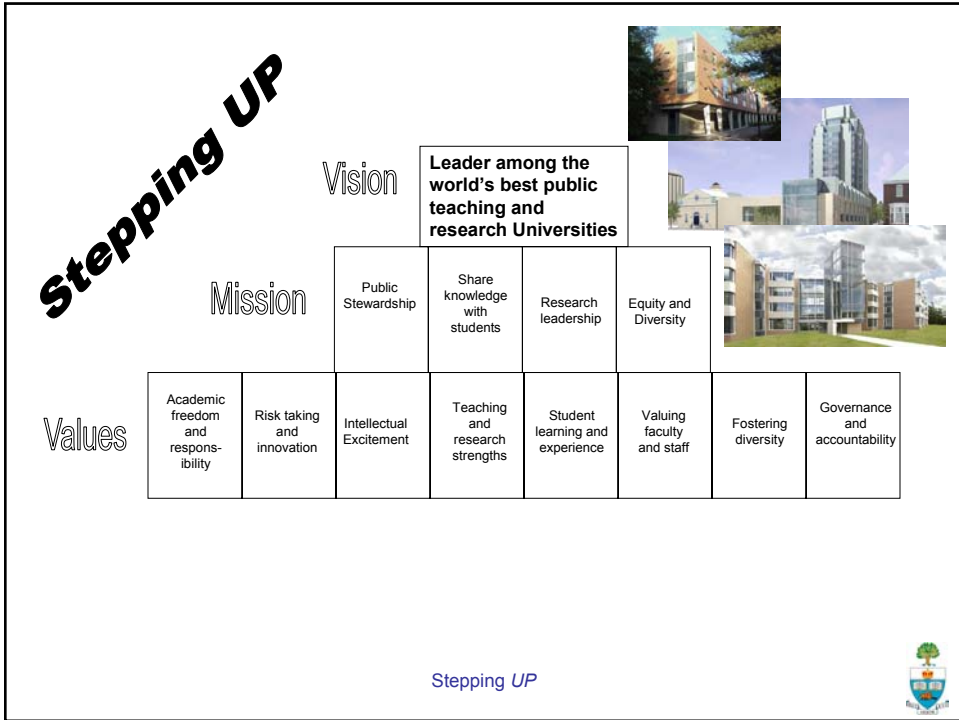 Stepping UP
Vision
Leader among the
world's best public
teaching and
research Universities
Mission
Public
Stewardship
Share
knowledge
with
students
Research
leadership
Equity and
Diversity
Values
Academic
freedom
and
respons-
ibility
Risk taking
and
innovation
Intellectual
Excitement
Teaching
and
research
strengths
Student
learning and
experience
Valuing
faculty
and staff
Fostering
diversity
Governance
and
accountability
Stepping UP